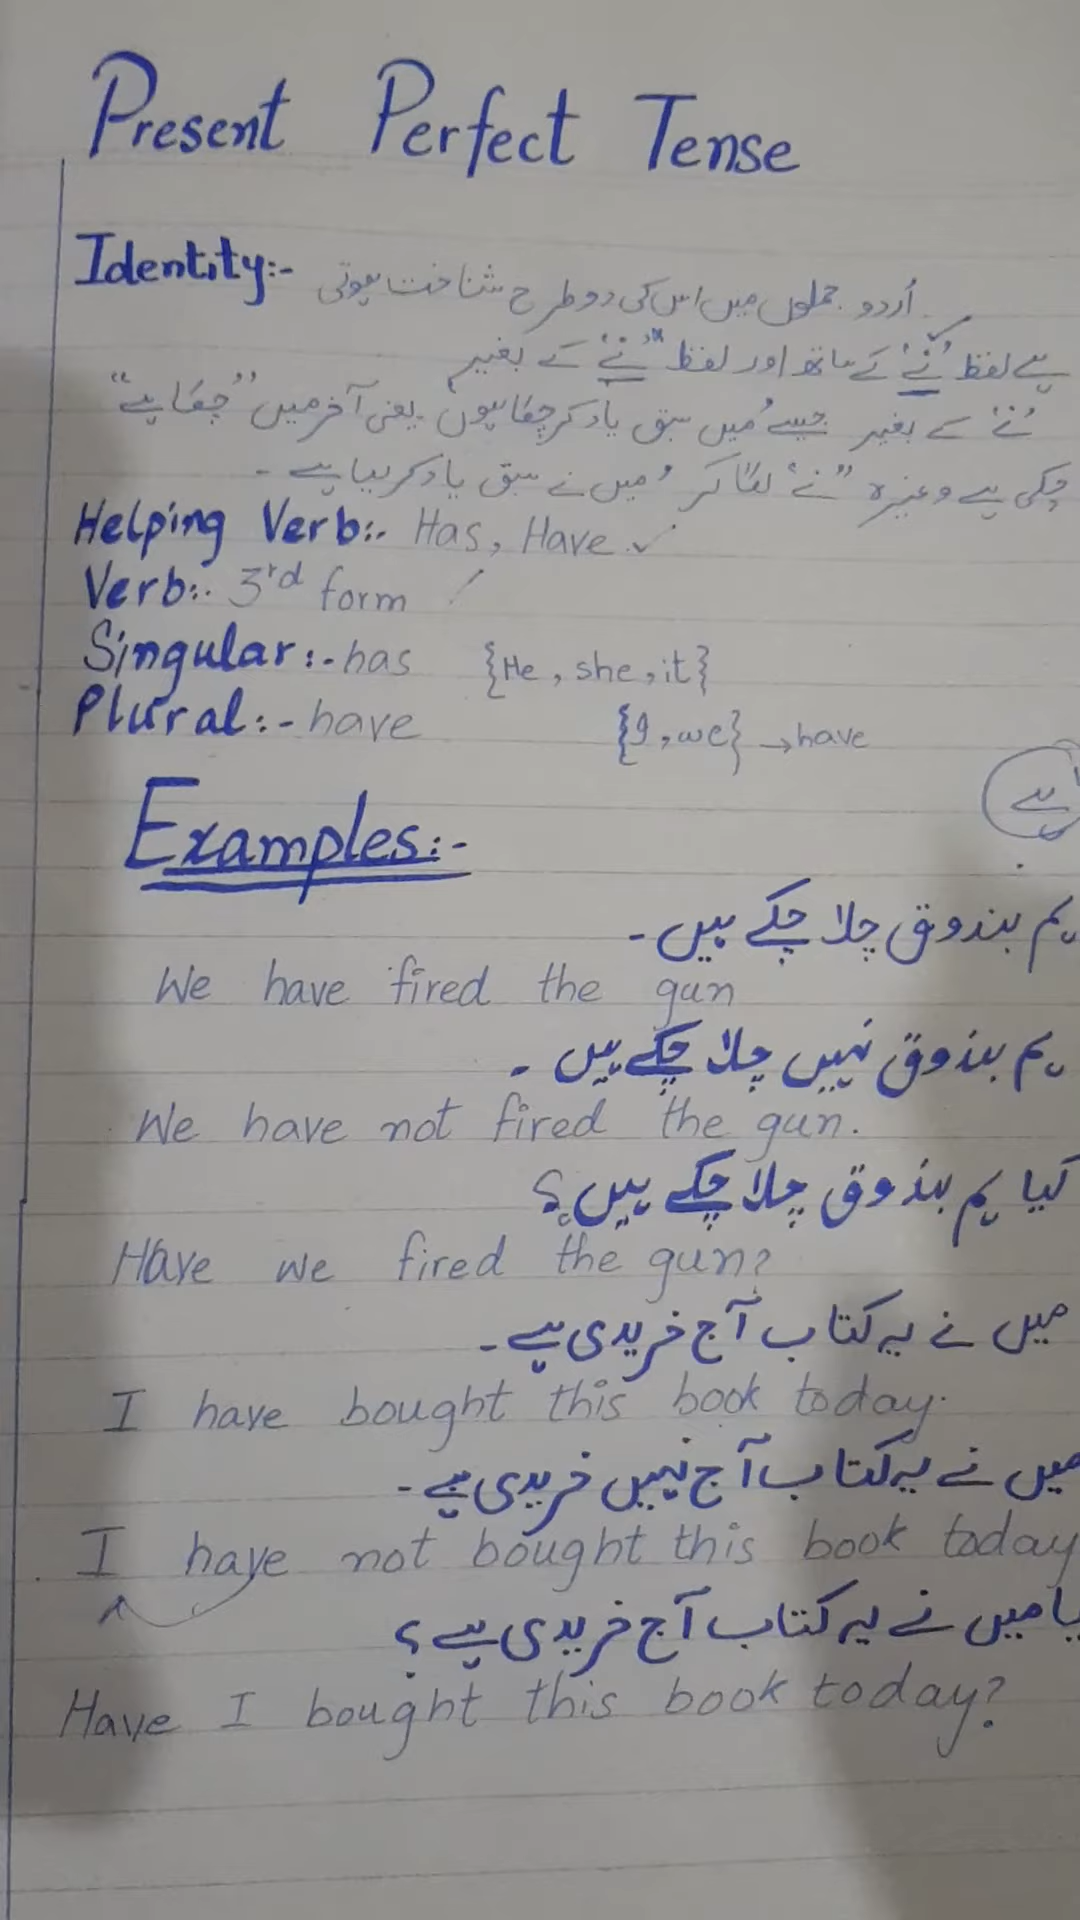 Present Perfect Tense
Identity:- اُردو جملوں میں اس کی دو طرح شناخت ہوتی
ہے لفظ "نے" کے ساتھ اور لفظ "نے" کے بغیر
"نے" کے بغیر جیسے میں سبق یاد کر چکا ہوں یعنی آخر میں "چکا ہے"
چکی ہے وغیرہ "نے" لگا کر "میں نے سبق یاد کر لیا ہے -
Helping Verb:- Has, Have ✓
Verb:- 3rd form
Singular:- has {He, she, it}
Plural:- have {I, we} → have
ہے
Examples:-
ہم بندوق چلا چکے ہیں -
We have fired the gun
ہم بندوق نہیں چلا چکے ہیں -
We have not fired the gun.
کیا ہم بندوق چلا چکے ہیں؟
Have we fired the gun?
میں نے یہ کتاب آج خریدی ہے -
I have bought this book today.
میں نے یہ کتاب آج نہیں خریدی ہے -
I have not bought this book today
یا میں نے یہ کتاب آج خریدی ہے؟
Have I bought this book today?